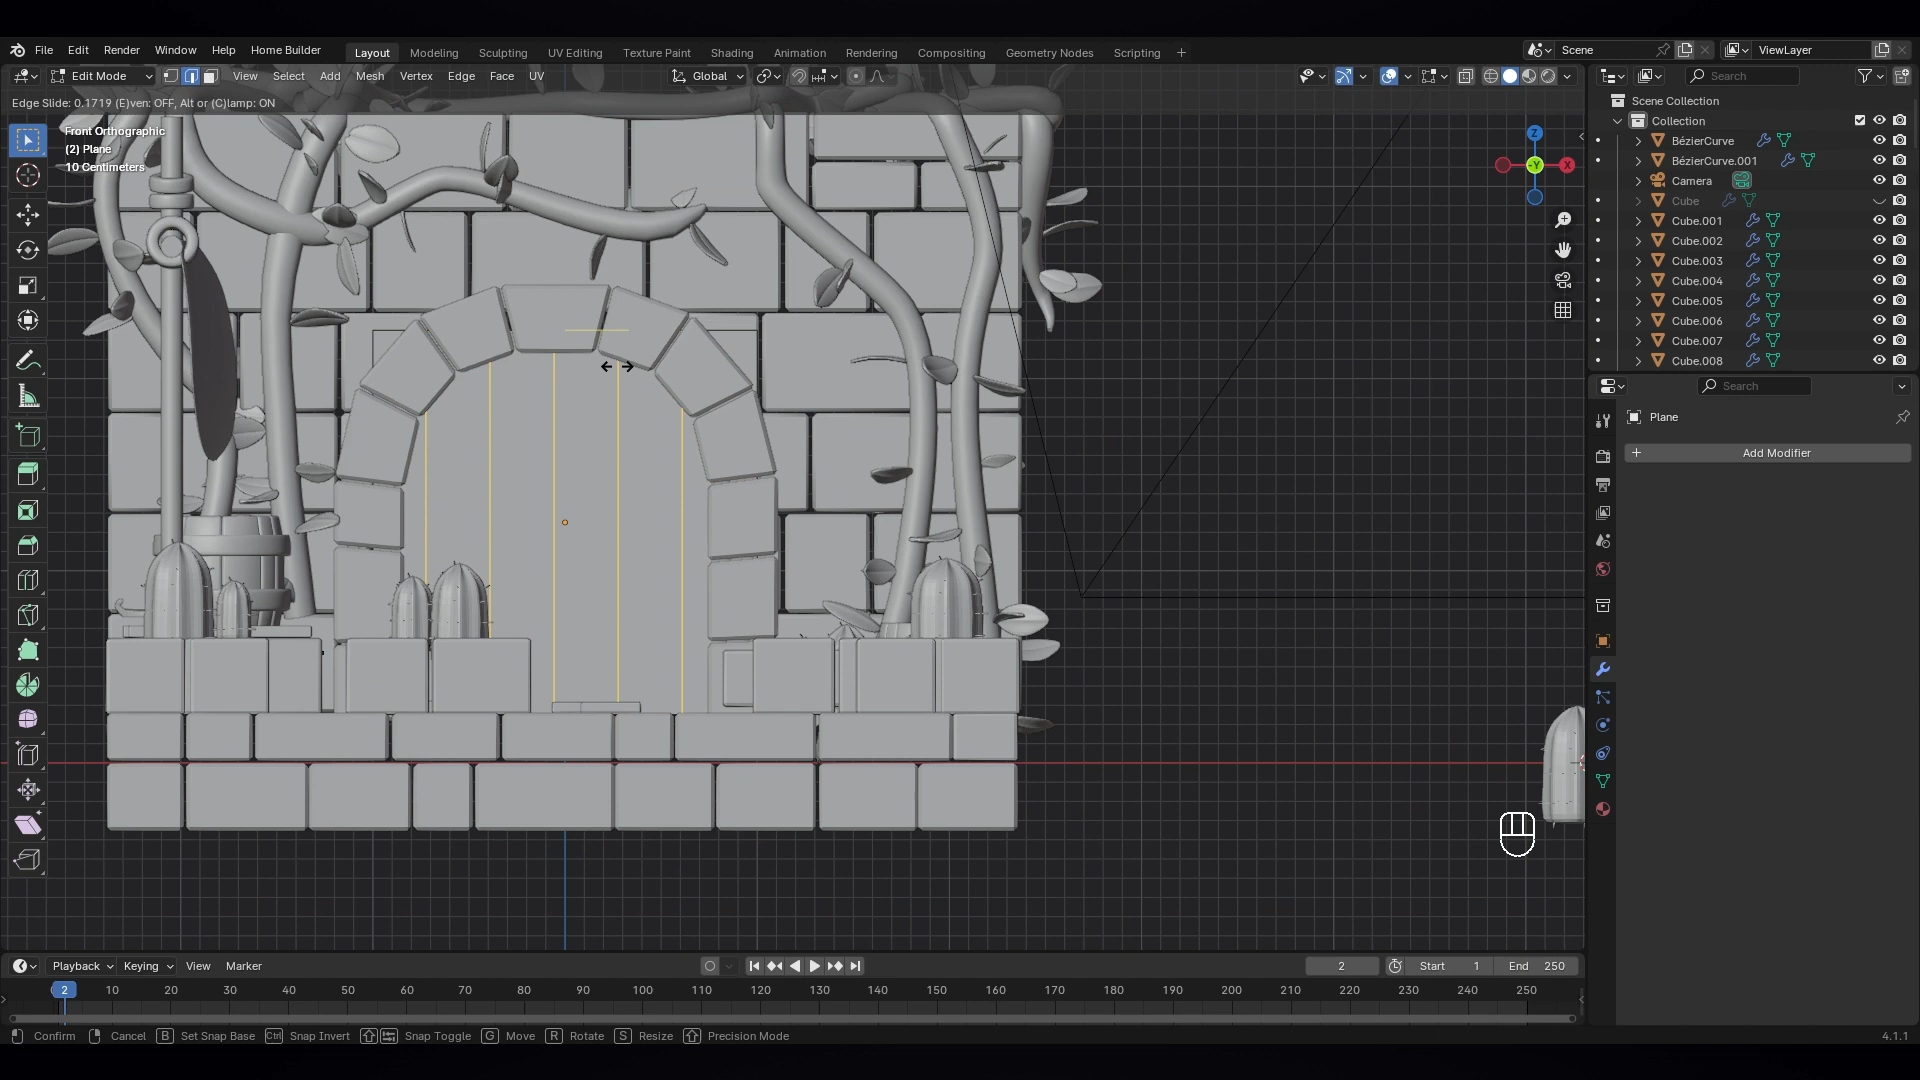 File Edit Render Window Help Home Builder Layout Modeling Sculpting UV Editing Texture Paint Shading Animation Rendering Compositing Geometry Nodes Scripting + Scene ViewLayer
Edit Mode View Select Add Mesh Vertex Edge Face UV Global Search
Edge Slide: 0.1719 (E)ven: OFF, Alt or (C)lamp: ON
Front Orthographic
(2) Plane
10 Centimeters
Z
-Y
X
Scene Collection
Collection
BézierCurve
BézierCurve.001
Camera
Cube
Cube.001
Cube.002
Cube.003
Cube.004
Cube.005
Cube.006
Cube.007
Cube.008
Search
Plane
+ Add Modifier
Playback Keying View Marker 2 Start 1 End 250
2 10 20 30 40 50 60 70 80 90 100 110 120 130 140 150 160 170 180 190 200 210 220 230 240 250
Confirm Cancel B Set Snap Base Ctrl Snap Invert Snap Toggle G Move R Rotate S Resize Precision Mode 4.1.1